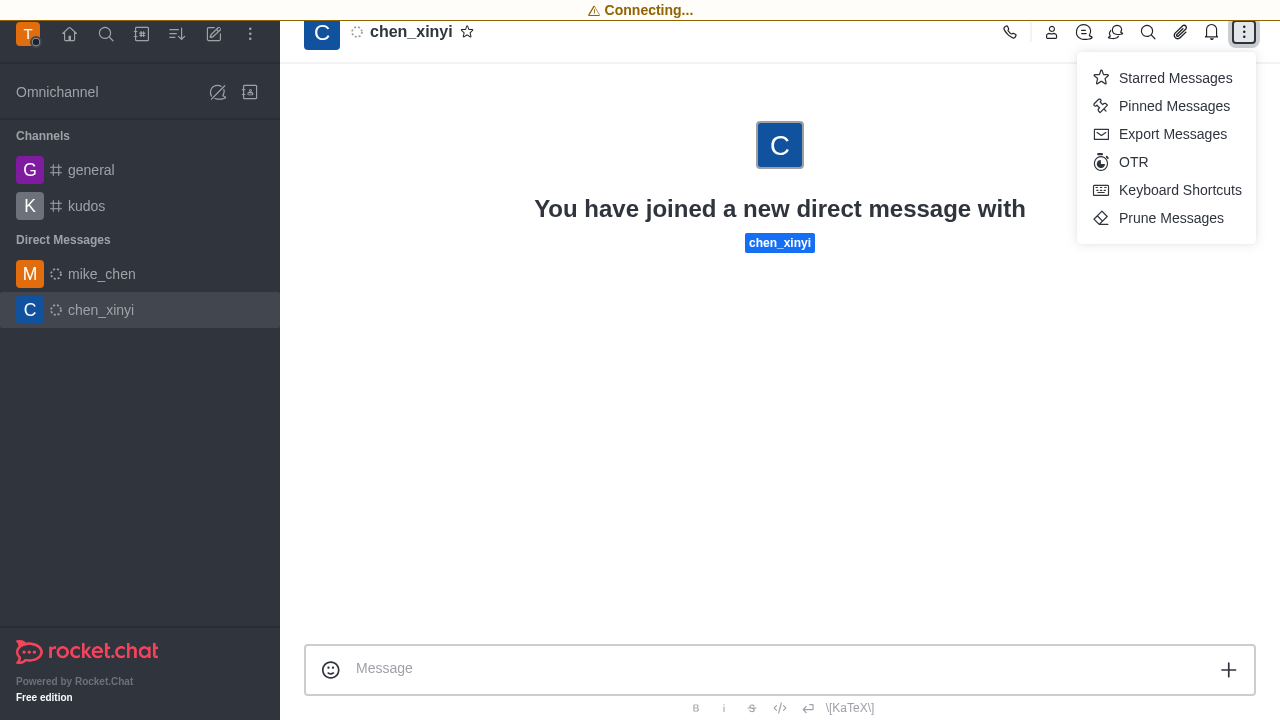 Connecting...
T
C
chen_xinyi
Omnichannel
Channels
G general
K kudos
Direct Messages
M mike_chen
C chen_xinyi
rocket.chat
Powered by Rocket.Chat
Free edition
C
You have joined a new direct message with
chen_xinyi
Starred Messages
Pinned Messages
Export Messages
OTR
Keyboard Shortcuts
Prune Messages
Message
B i S \[KaTeX\]